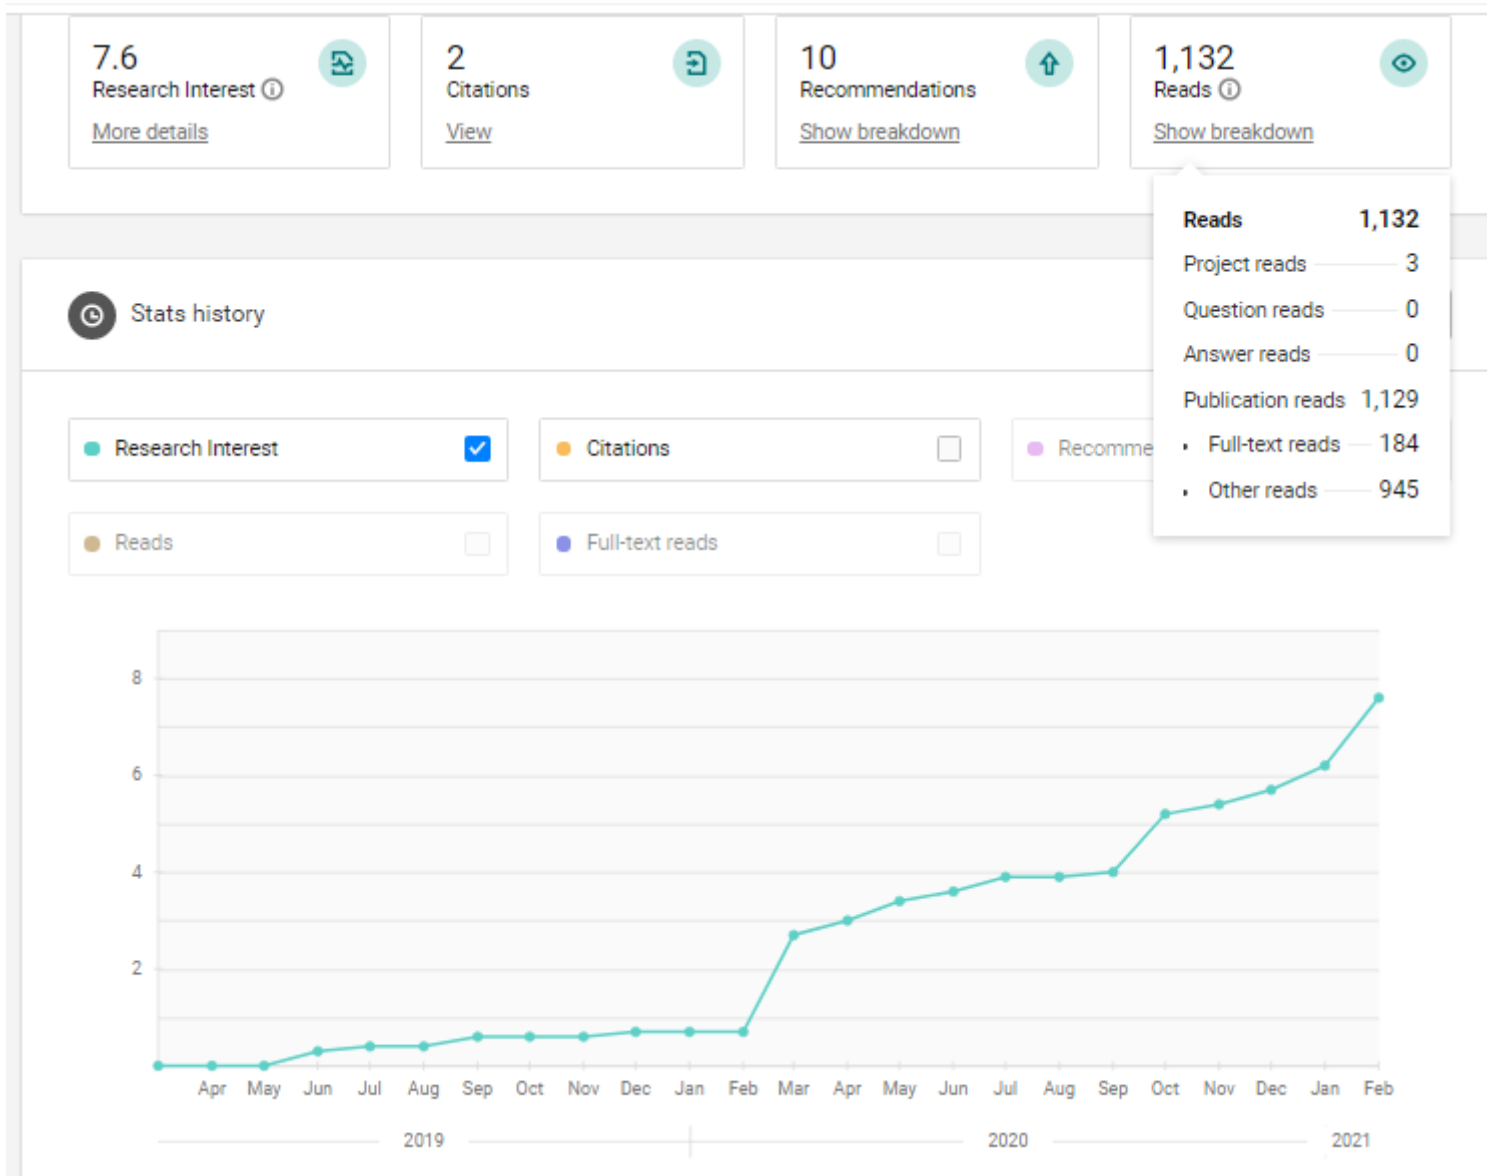 7.6
Research Interest
More details
2
Citations
View
10
Recommendations
Show breakdown
1,132
Reads
Show breakdown
Reads 1,132
Project reads 3
Question reads 0
Answer reads 0
Publication reads 1,129
Full-text reads 184
Other reads 945
Stats history
Research Interest
Citations
Recomme
Reads
Full-text reads
8
6
4
2
Apr May Jun Jul Aug Sep Oct Nov Dec Jan Feb Mar Apr May Jun Jul Aug Sep Oct Nov Dec Jan Feb
2019 2020 2021